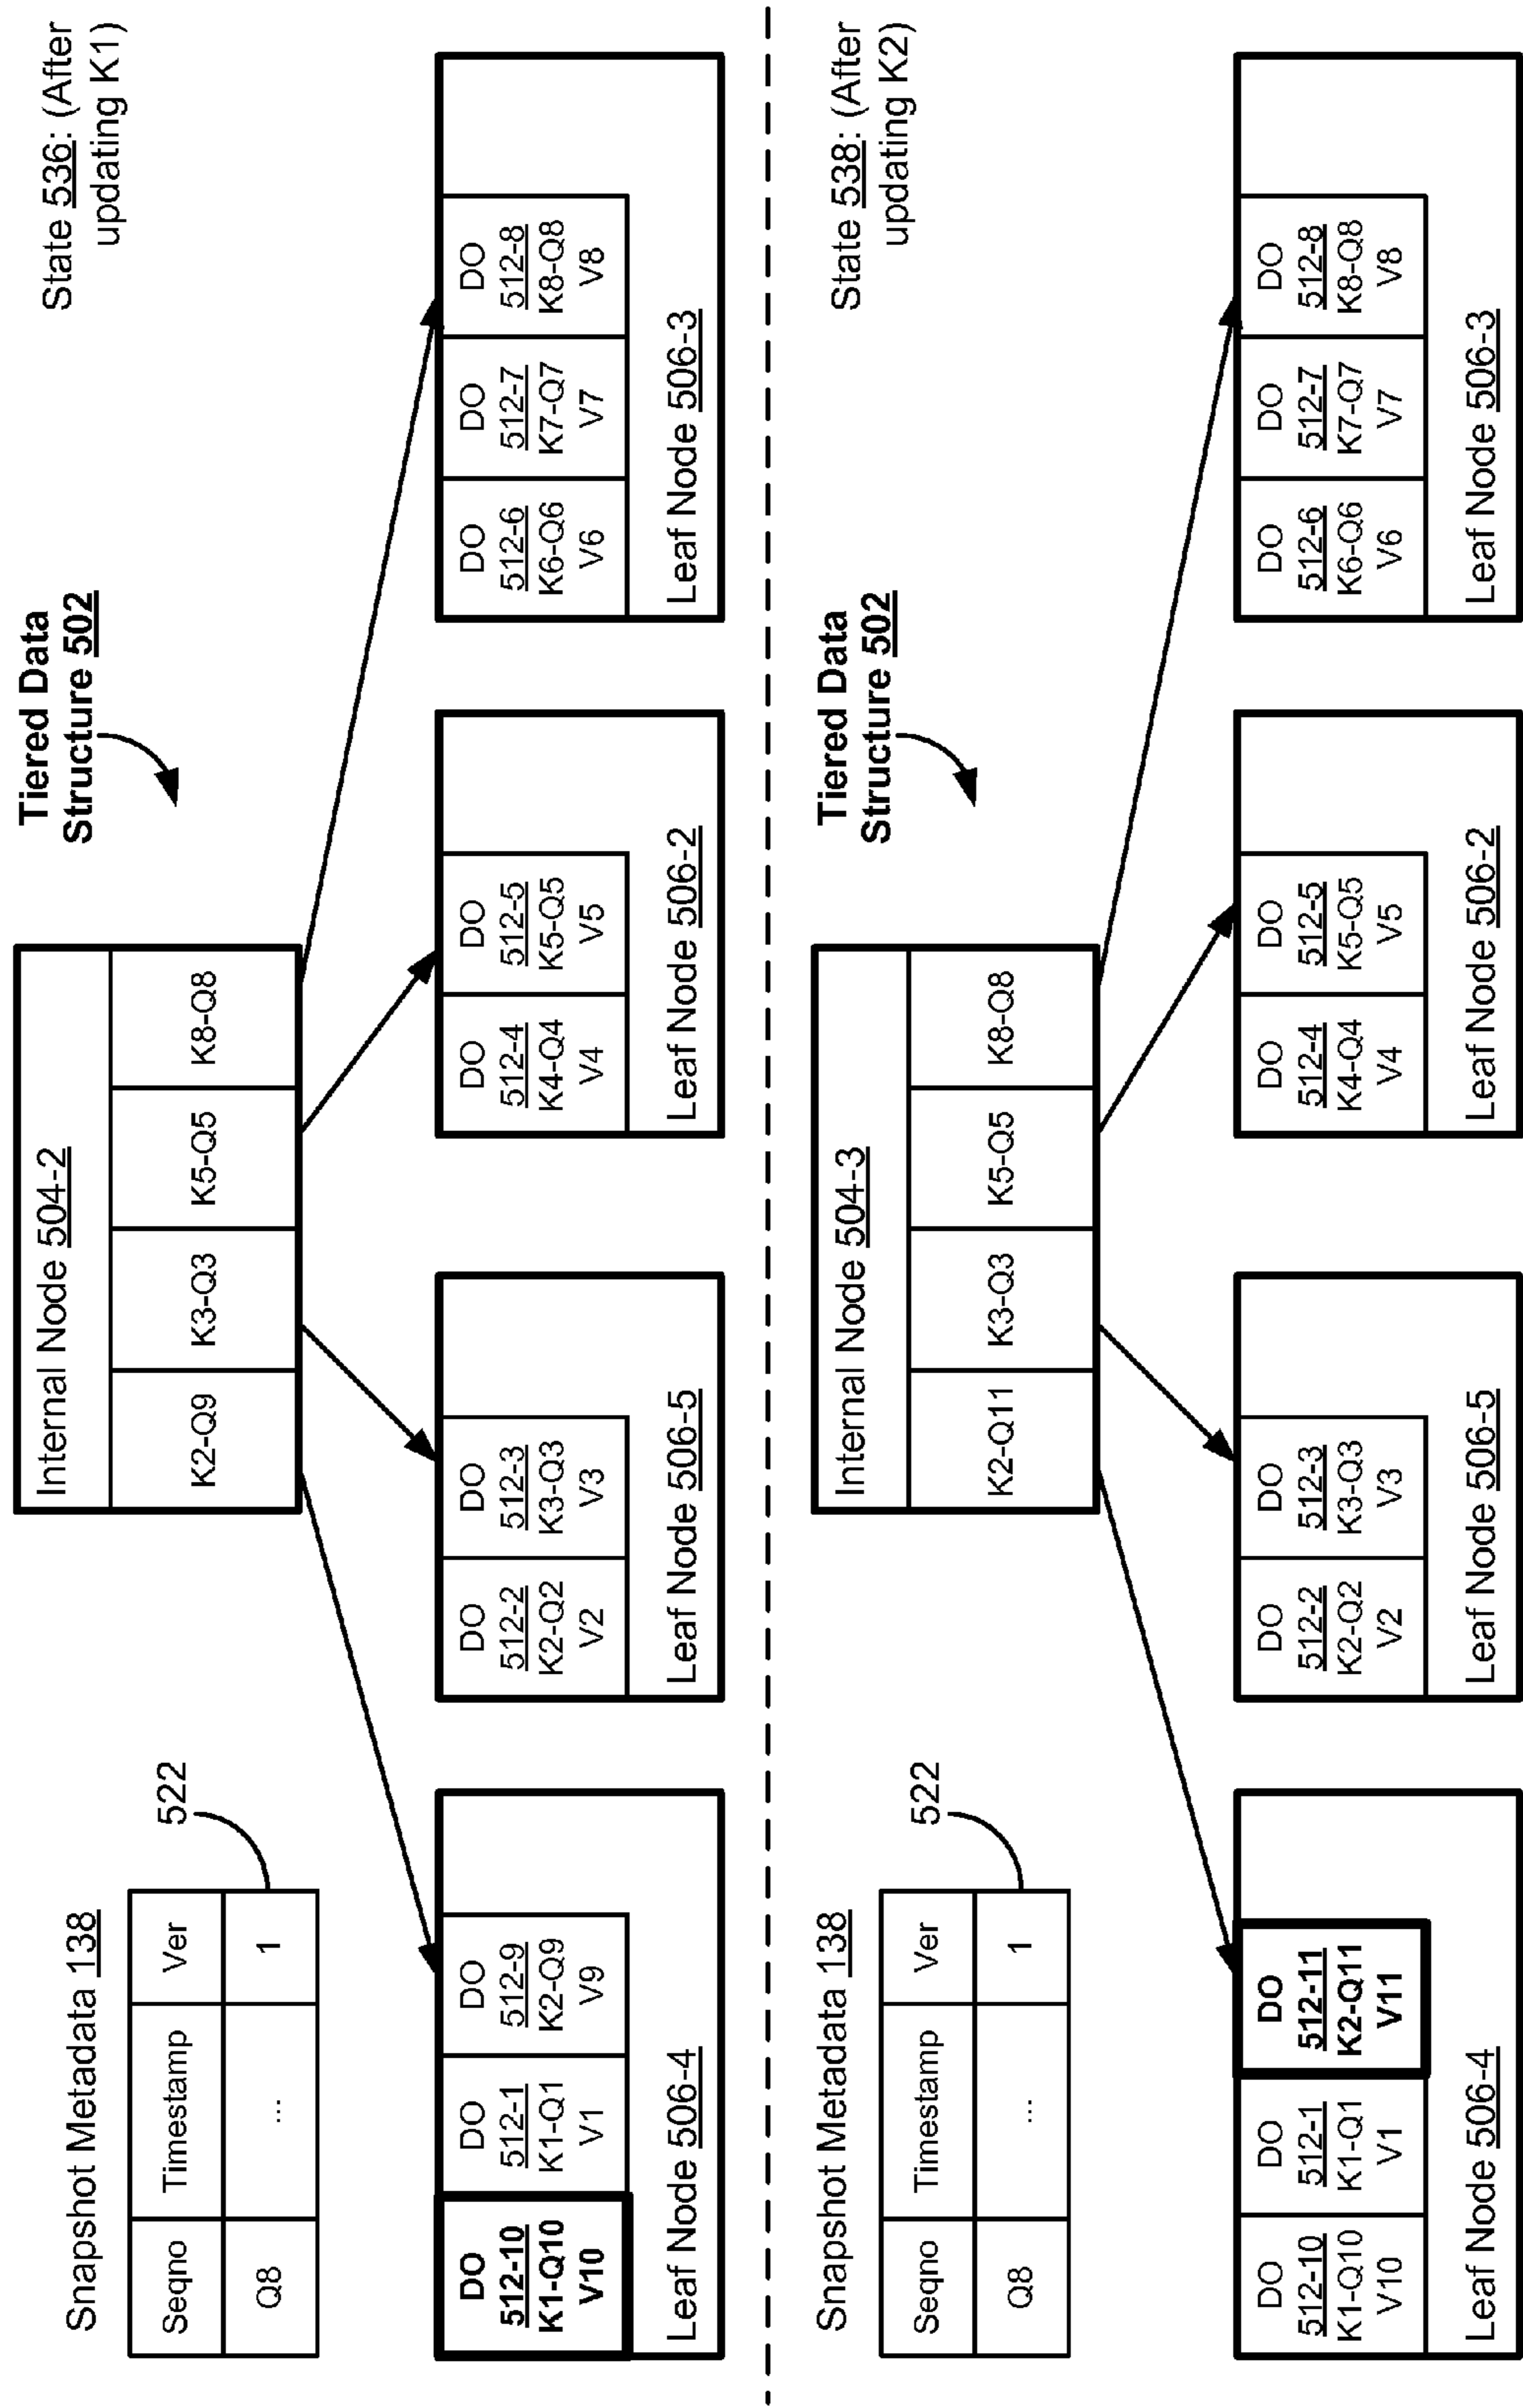 State 536: (After
updating K1)
Tiered Data
Structure 502
Snapshot Metadata 138
Seqno Timestamp Ver
Q8 ... 1
522
Internal Node 504-2
K2-Q9 K3-Q3 K5-Q5 K8-Q8
DO DO DO
512-10 512-1 512-9
K1-Q10 K1-Q1 K2-Q9
V10 V1 V9
Leaf Node 506-4
DO DO
512-2 512-3
K2-Q2 K3-Q3
V2 V3
Leaf Node 506-5
DO DO
512-4 512-5
K4-Q4 K5-Q5
V4 V5
Leaf Node 506-2
DO DO DO
512-6 512-7 512-8
K6-Q6 K7-Q7 K8-Q8
V6 V7 V8
Leaf Node 506-3
State 538: (After
updating K2)
Tiered Data
Structure 502
Snapshot Metadata 138
Seqno Timestamp Ver
Q8 ... 1
522
Internal Node 504-3
K2-Q11 K3-Q3 K5-Q5 K8-Q8
DO DO DO
512-10 512-1 512-11
K1-Q10 K1-Q1 K2-Q11
V10 V1 V11
Leaf Node 506-4
DO DO
512-2 512-3
K2-Q2 K3-Q3
V2 V3
Leaf Node 506-5
DO DO
512-4 512-5
K4-Q4 K5-Q5
V4 V5
Leaf Node 506-2
DO DO DO
512-6 512-7 512-8
K6-Q6 K7-Q7 K8-Q8
V6 V7 V8
Leaf Node 506-3